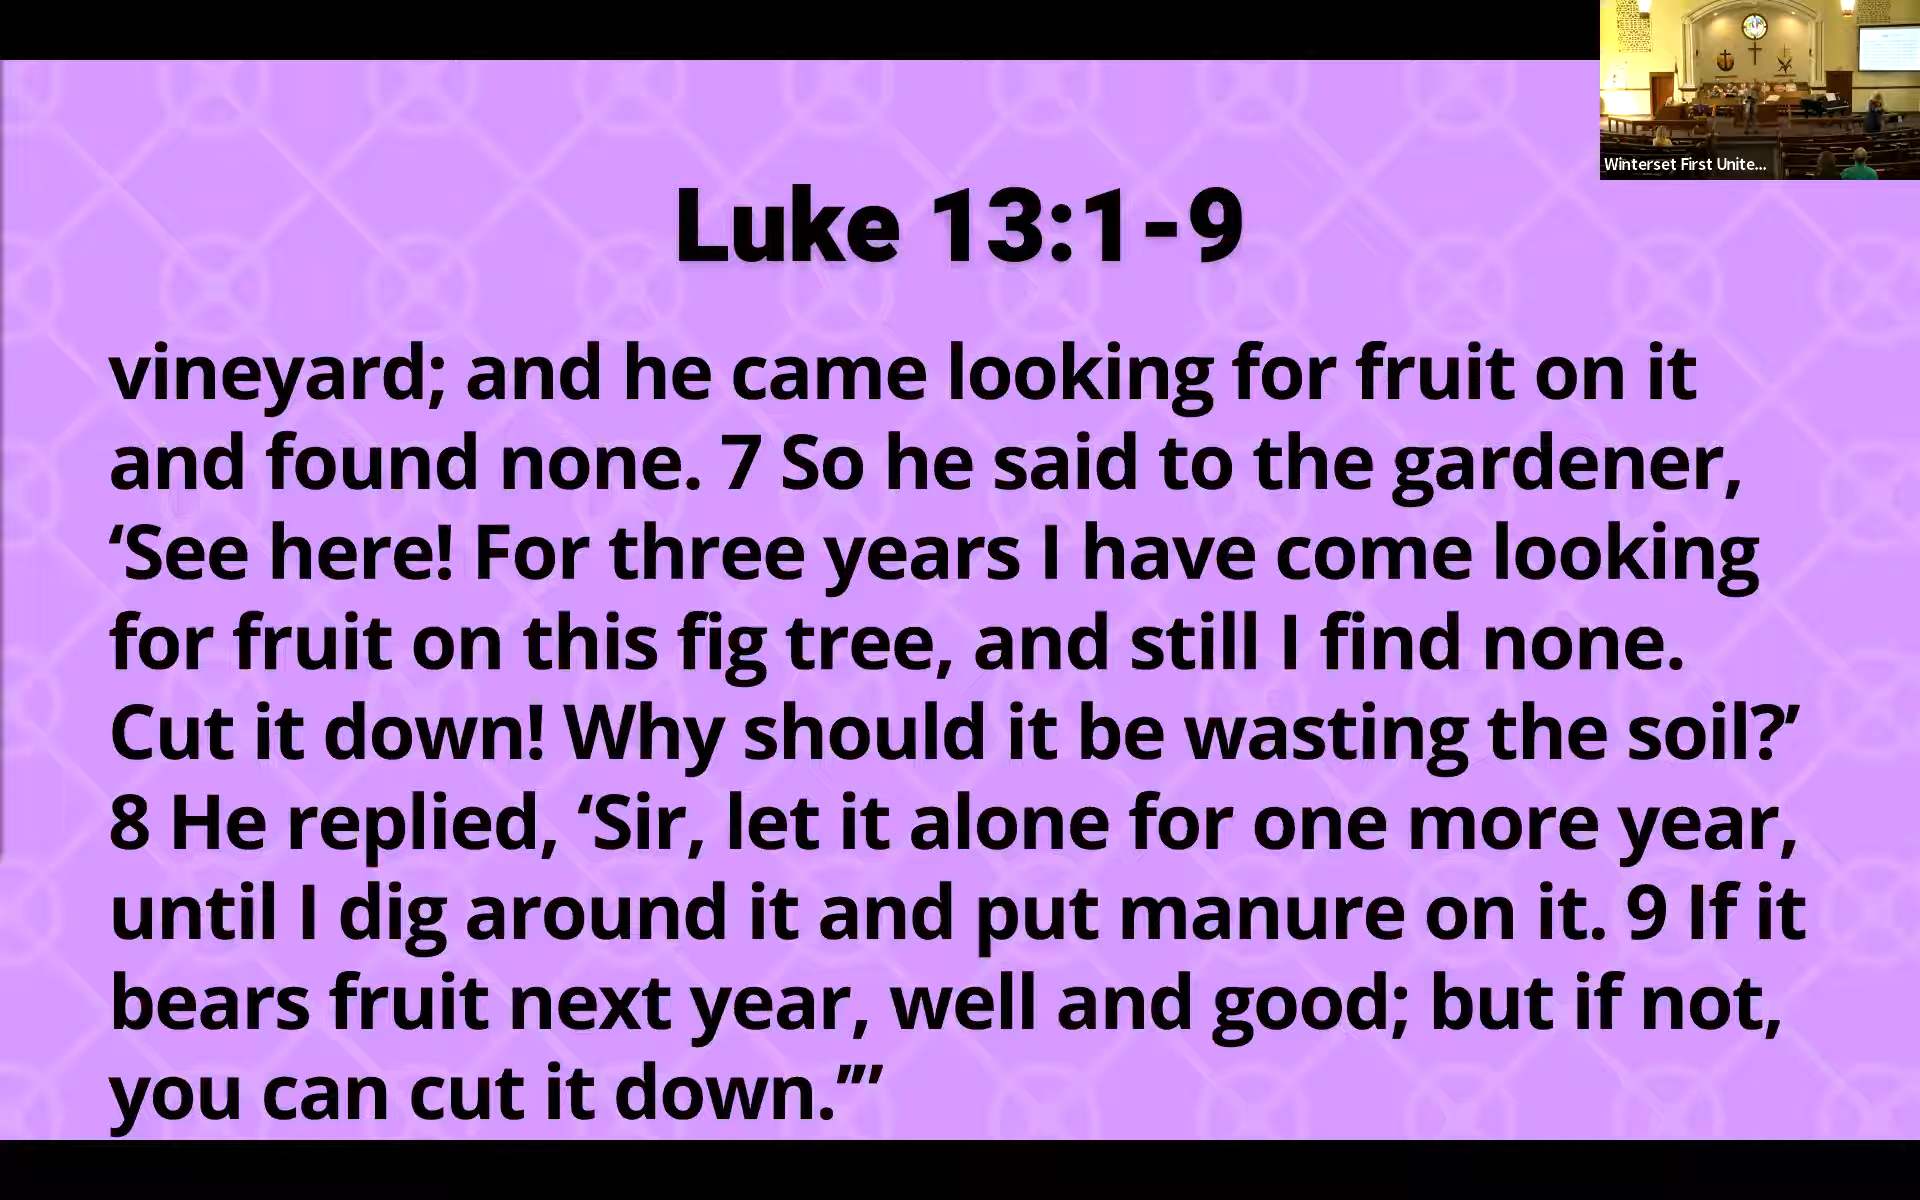 Winterset First Unite...
Luke 13:1-9
vineyard; and he came looking for fruit on it
and found none. 7 So he said to the gardener,
‘See here! For three years I have come looking
for fruit on this fig tree, and still I find none.
Cut it down! Why should it be wasting the soil?’
8 He replied, ‘Sir, let it alone for one more year,
until I dig around it and put manure on it. 9 If it
bears fruit next year, well and good; but if not,
you can cut it down.’”